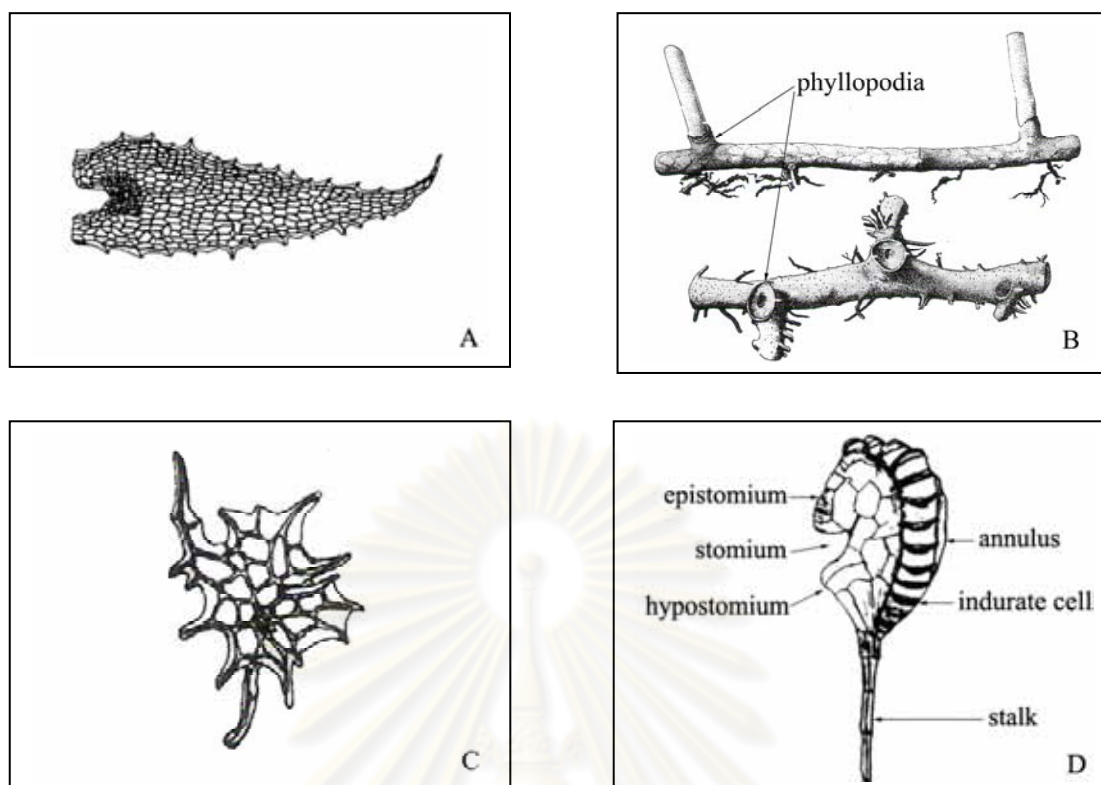 A
phyllopodia
B
C
epistomium
stomium
hypostomium
annulus
indurate cell
stalk
D